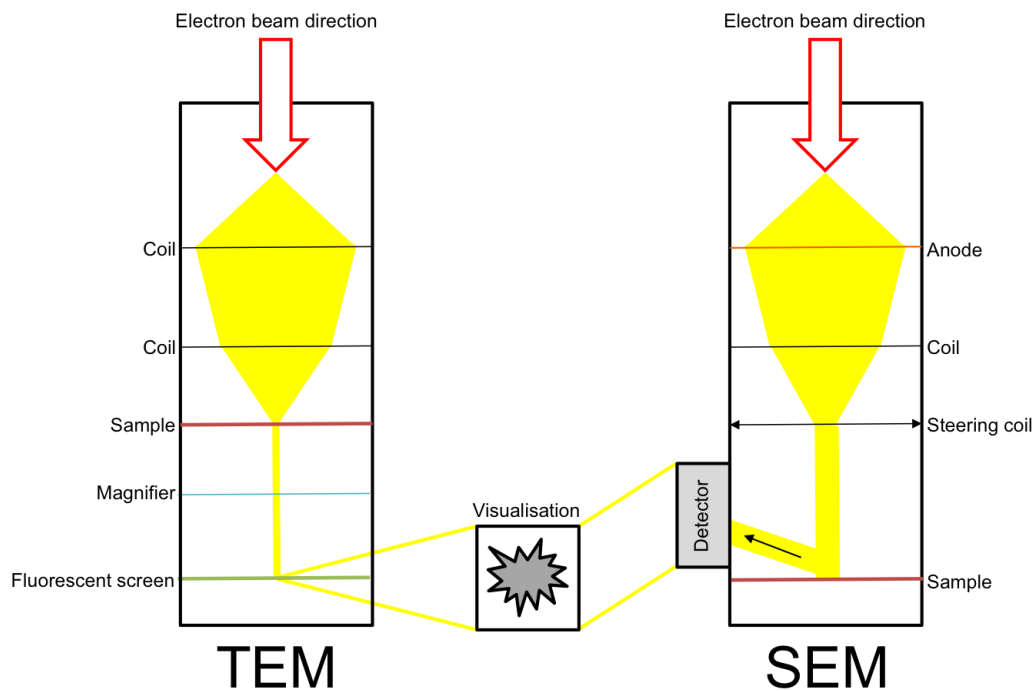 Electron beam direction
Electron beam direction
Coil
Anode
Coil
Coil
Sample
Steering coil
Magnifier
Visualisation
Detector
Fluorescent screen
Sample
TEM
SEM